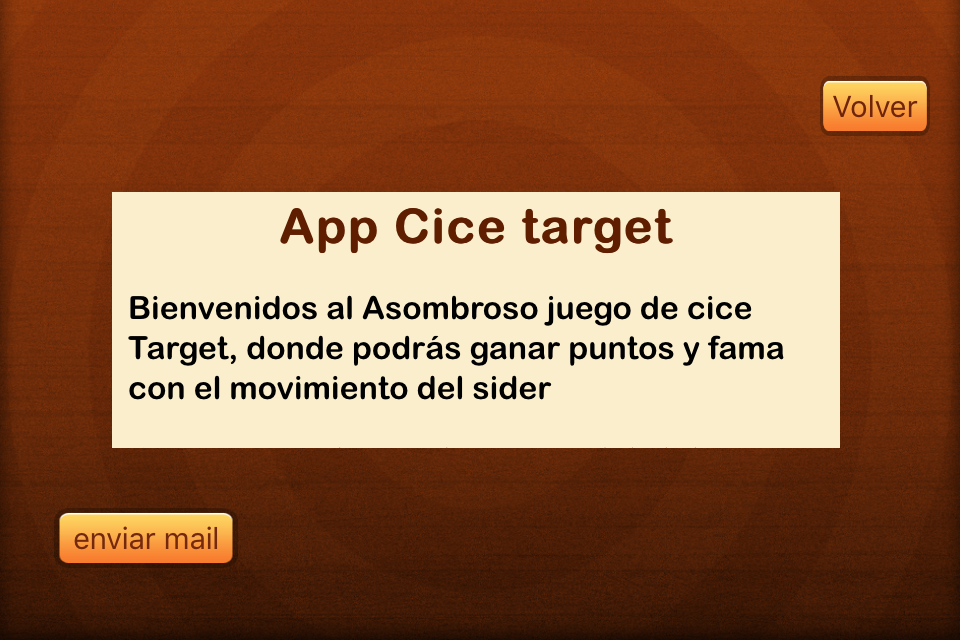 Volver
App Cice target
Bienvenidos al Asombroso juego de cice
Target, donde podrás ganar puntos y fama
con el movimiento del sider
enviar mail